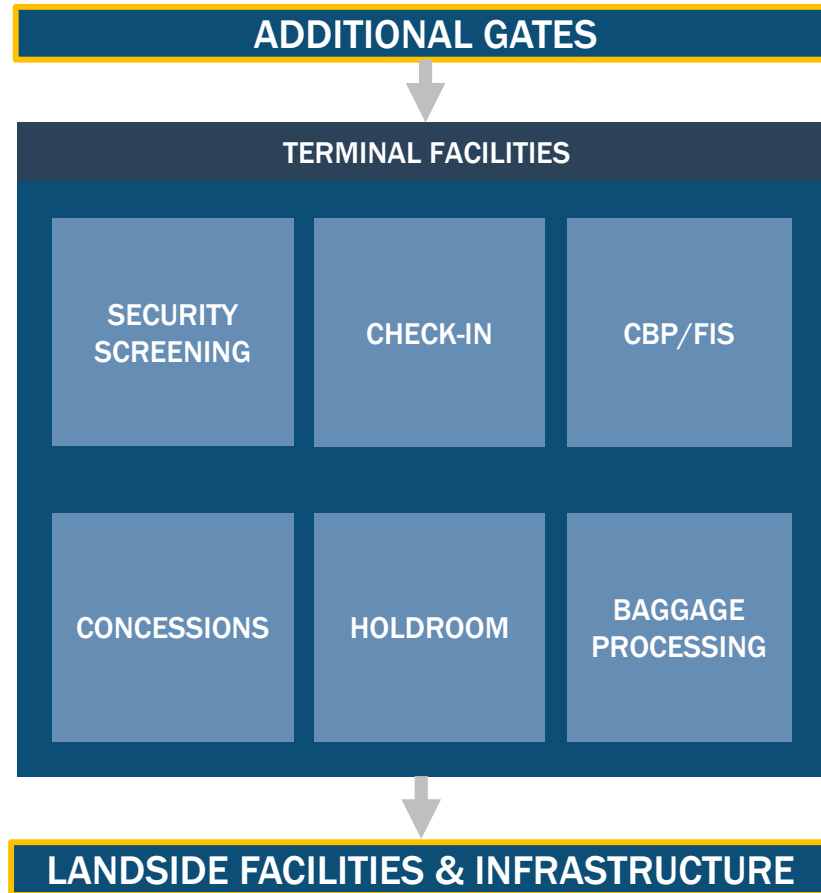 ADDITIONAL GATES
TERMINAL FACILITIES
SECURITY
SCREENING
CHECK-IN
CBP/FIS
CONCESSIONS
HOLDROOM
BAGGAGE
PROCESSING
LANDSIDE FACILITIES & INFRASTRUCTURE